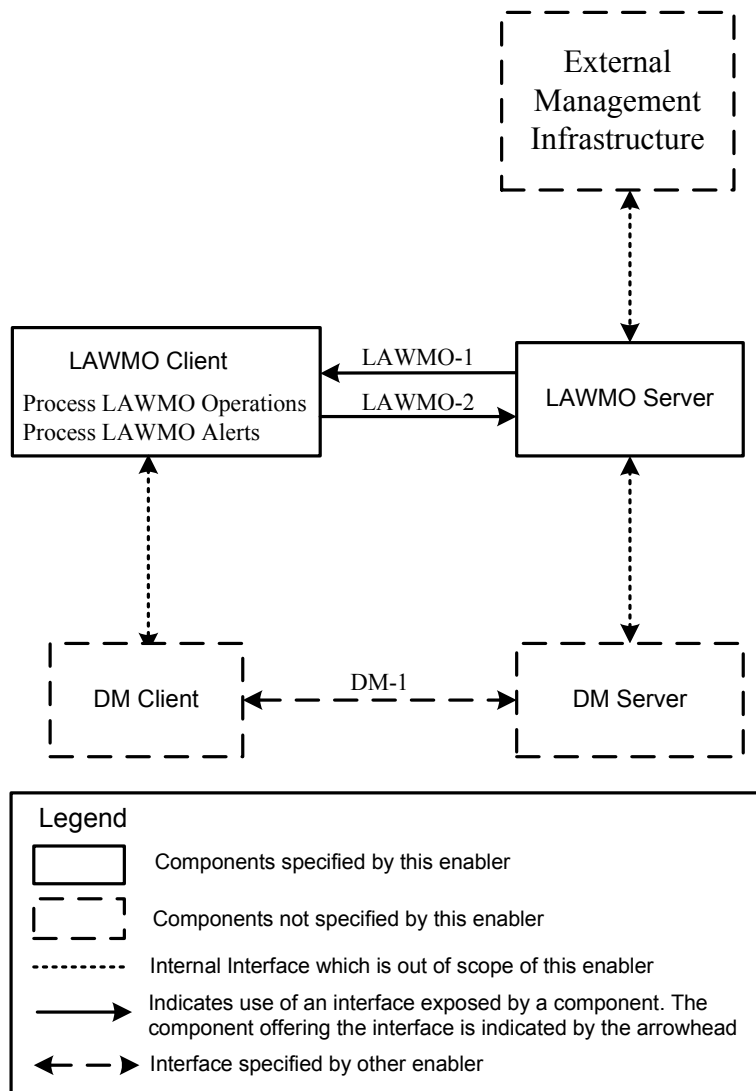 External
Management
Infrastructure
LAWMO Client
Process LAWMO Operations
Process LAWMO Alerts
LAWMO-1
LAWMO-2
LAWMO Server
DM Client
DM-1
DM Server
Legend
Components specified by this enabler
Components not specified by this enabler
Internal Interface which is out of scope of this enabler
Indicates use of an interface exposed by a component. The
component offering the interface is indicated by the arrowhead
Interface specified by other enabler